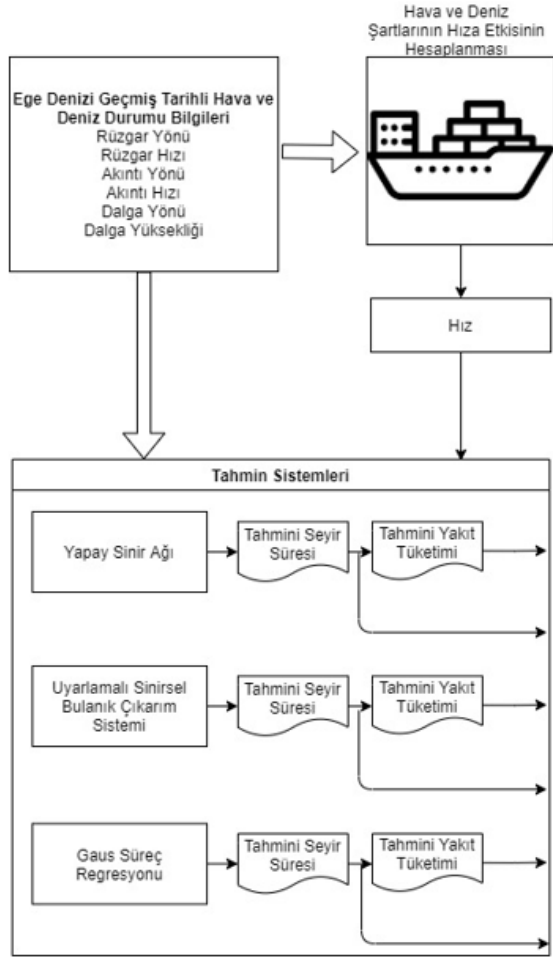 Hava ve Deniz
Şartlarının Hıza Etkisinin
Hesaplanması
Ege Denizi Geçmiş Tarihli Hava ve
Deniz Durumu Bilgileri
Rüzgar Yönü
Rüzgar Hızı
Akıntı Yönü
Akıntı Hızı
Dalga Yönü
Dalga Yüksekliği
Hız
Tahmin Sistemleri
Yapay Sinir Ağı
Tahmini Seyir
Süresi
Tahmini Yakıt
Tüketimi
Uyarlamalı Sinirsel
Bulanık Çıkarım
Sistemi
Tahmini Seyir
Süresi
Tahmini Yakıt
Tüketimi
Gaus Süreç
Regresyonu
Tahmini Seyir
Süresi
Tahmini Yakıt
Tüketimi